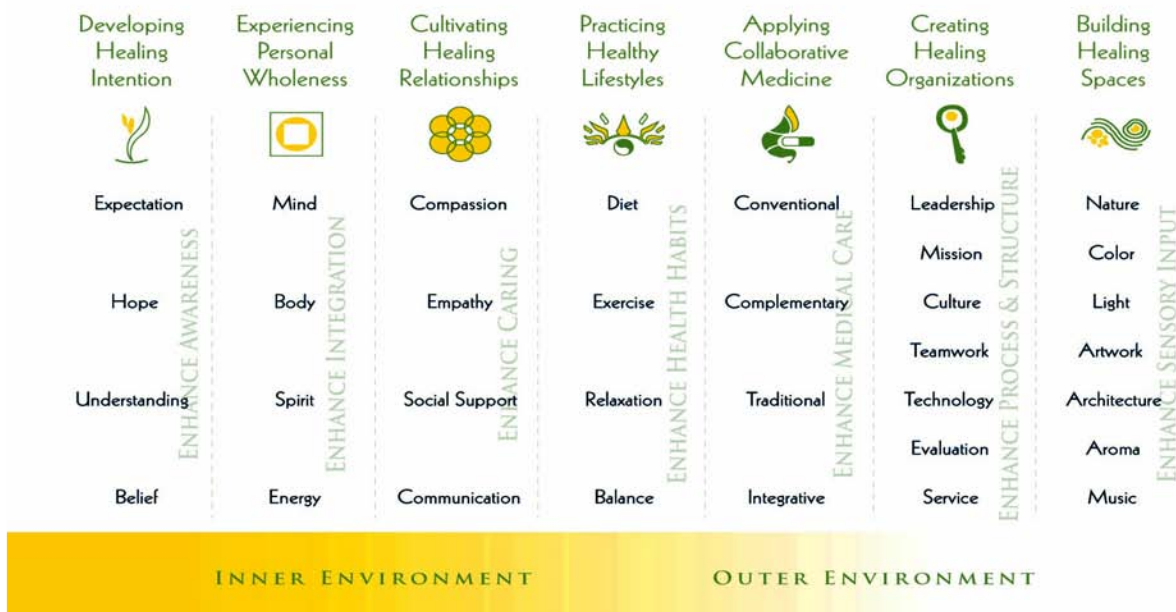 Developing
Healing
Intention
Expectation
Hope
Understanding
Belief
ENHANCE AWARENESS
Experiencing
Personal
Wholeness
Mind
Body
Spirit
Energy
ENHANCE INTEGRATION
Cultivating
Healing
Relationships
Compassion
Empathy
Social Support
Communication
ENHANCE CARING
Practicing
Healthy
Lifestyles
Diet
Exercise
Relaxation
Balance
ENHANCE HEALTH HABITS
Applying
Collaborative
Medicine
Conventional
Complementary
Traditional
Integrative
ENHANCE MEDICAL CARE
Creating
Healing
Organizations
Leadership
Mission
Culture
Teamwork
Technology
Evaluation
Service
ENHANCE PROCESS & STRUCTURE
Building
Healing
Spaces
Nature
Color
Light
Artwork
Architecture
Aroma
Music
ENHANCE SENSORY INPUT
INNER ENVIRONMENT
OUTER ENVIRONMENT